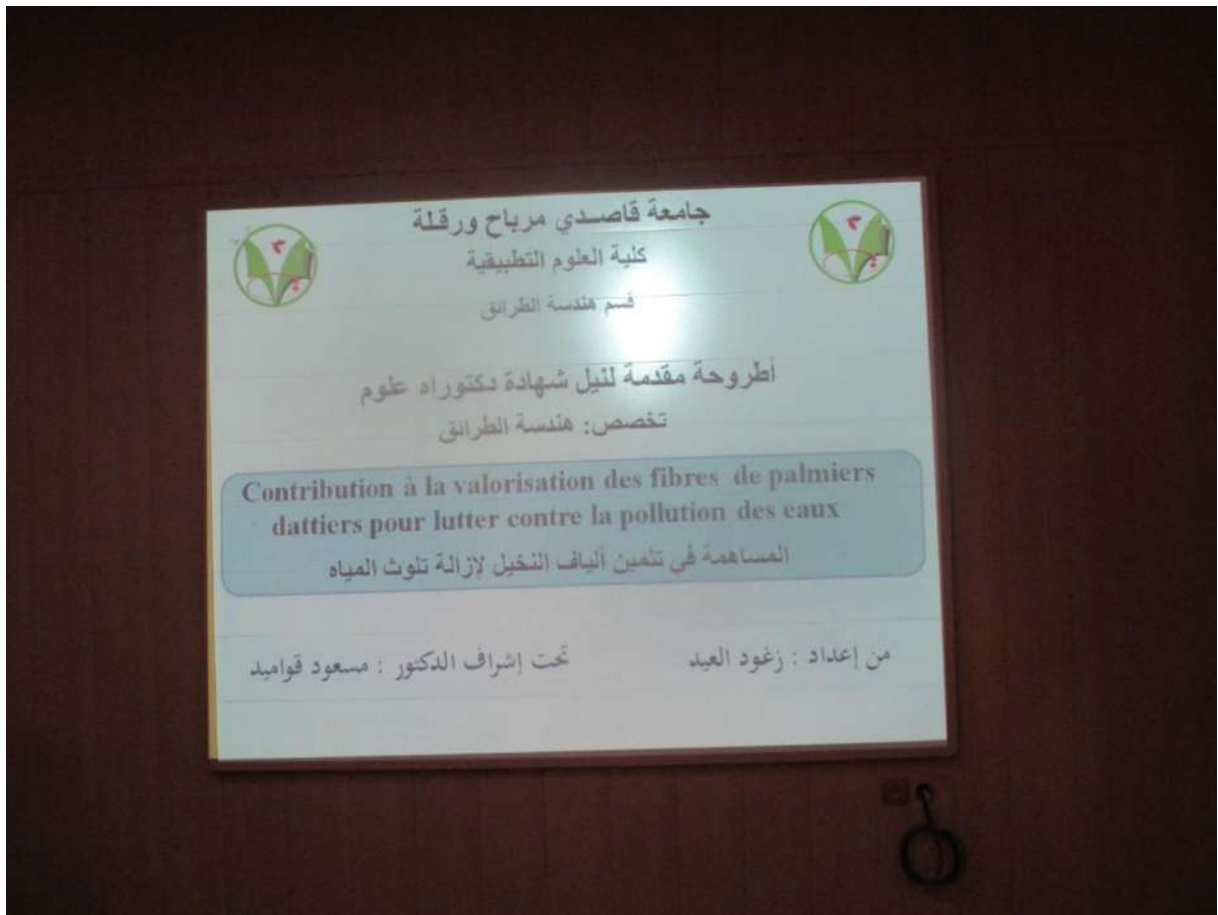 جامعة قاصدي مرباح ورقلة
كلية العلوم التطبيقية
قسم هندسة الطرائق
أطروحة مقدمة لنيل شهادة دكتوراه علوم
تخصص: هندسة الطرائق
Contribution à la valorisation des fibres de palmiers
dattiers pour lutter contre la pollution des eaux
المساهمة في تثمين ألياف النخيل لإزالة تلوث المياه
من إعداد : زغود العيد تحت إشراف الدكتور : مسعود قواميد